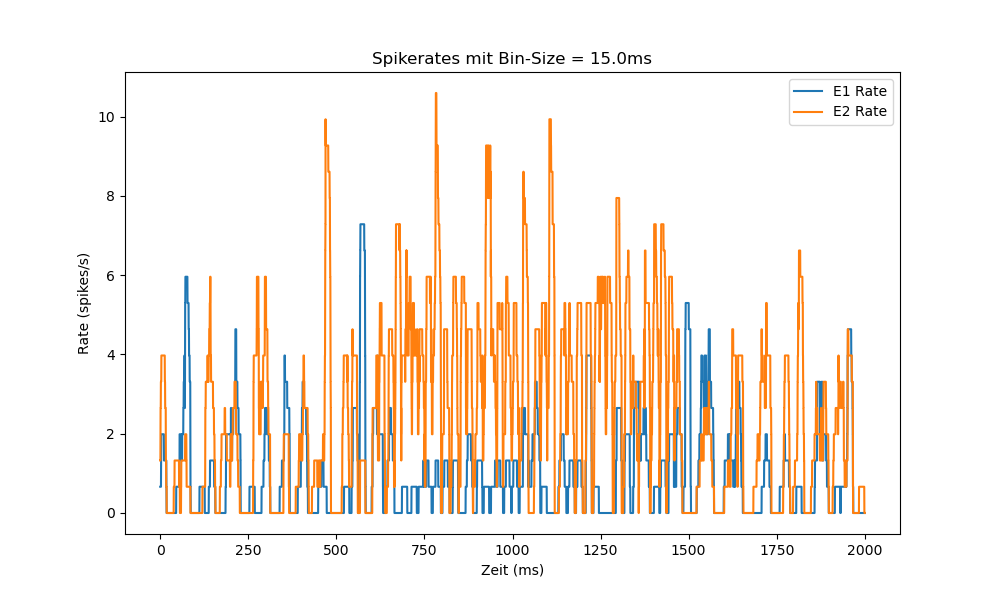 Spikerates mit Bin-Size = 15.0ms
E1 Rate
E2 Rate
Rate (spikes/s)
10
8
6
4
2
0
0 250 500 750 1000 1250 1500 1750 2000
Zeit (ms)